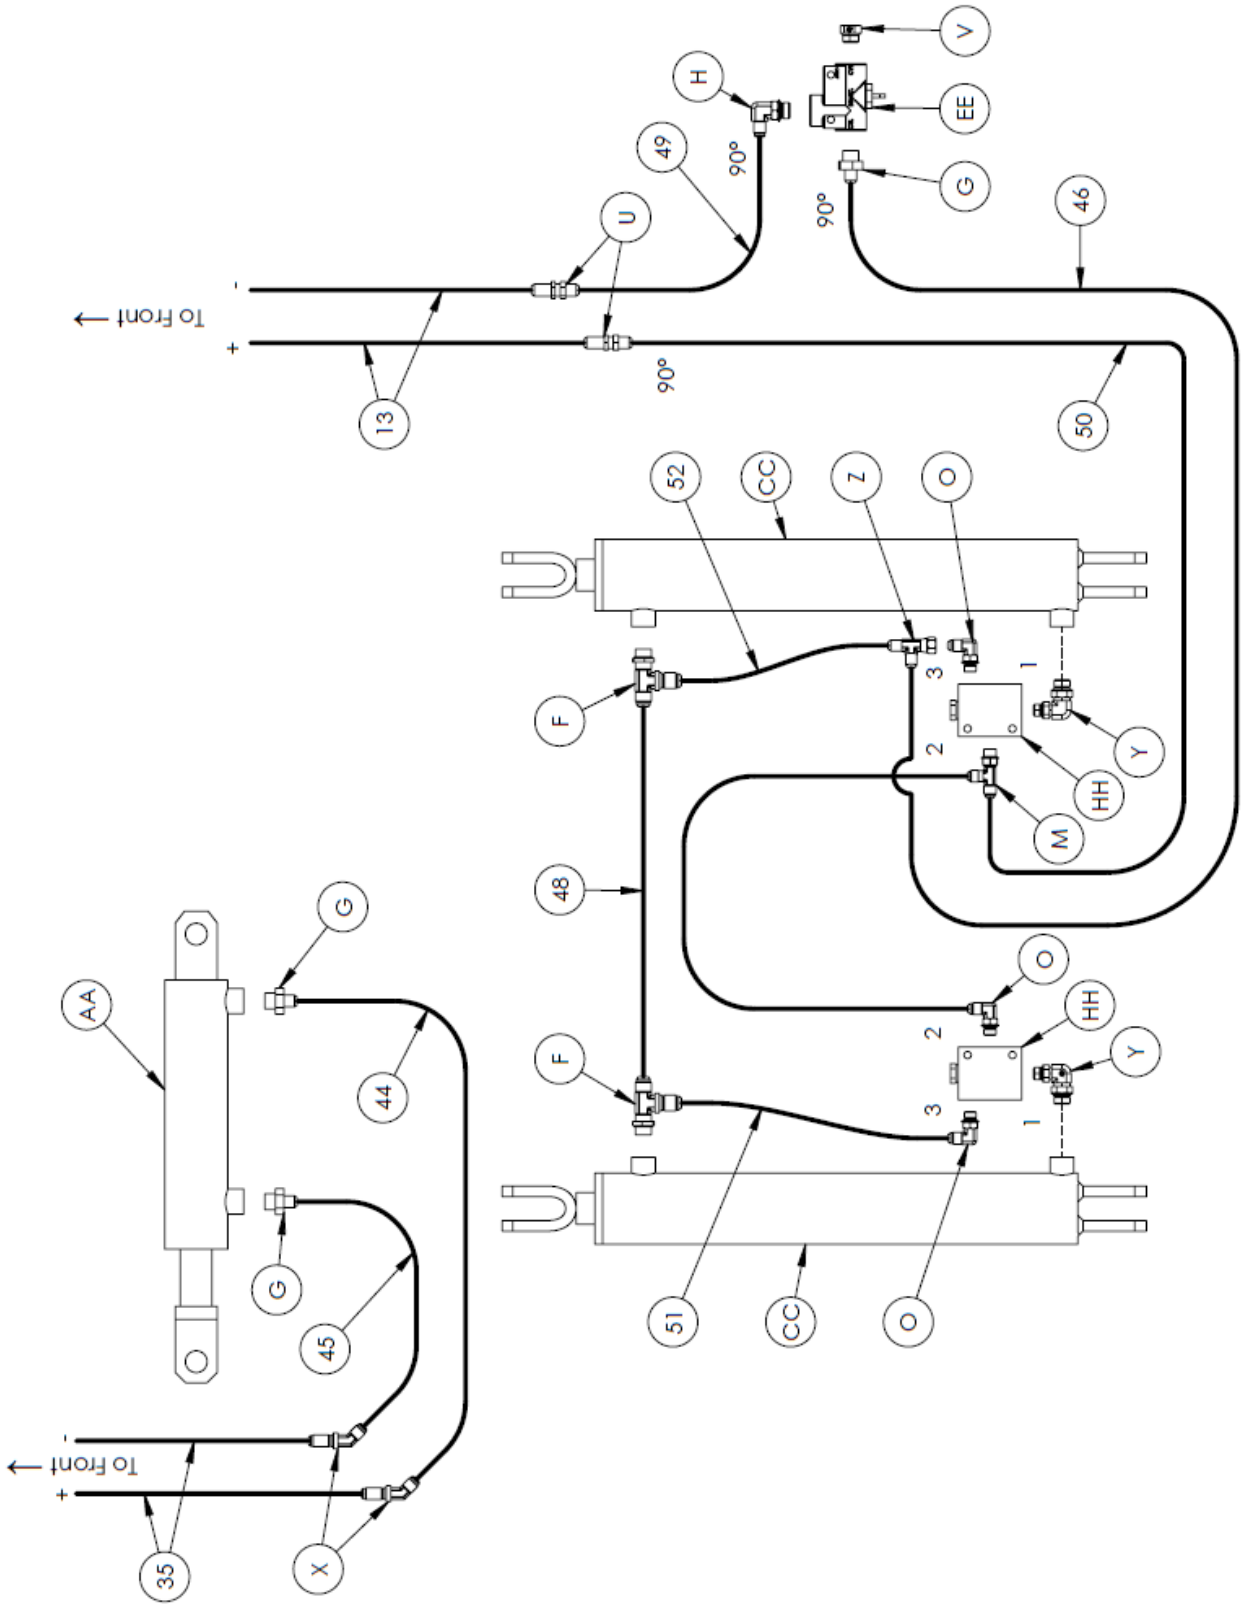 35
X
+
-
To Front →
45
G
44
AA
G
51
CC
O
F
3
1
2
Y
HH
O
48
F
M
HH
Y
2
3
1
52
CC
Z
O
13
+
-
To Front →
90°
50
U
49
90°
H
90°
46
G
EE
V